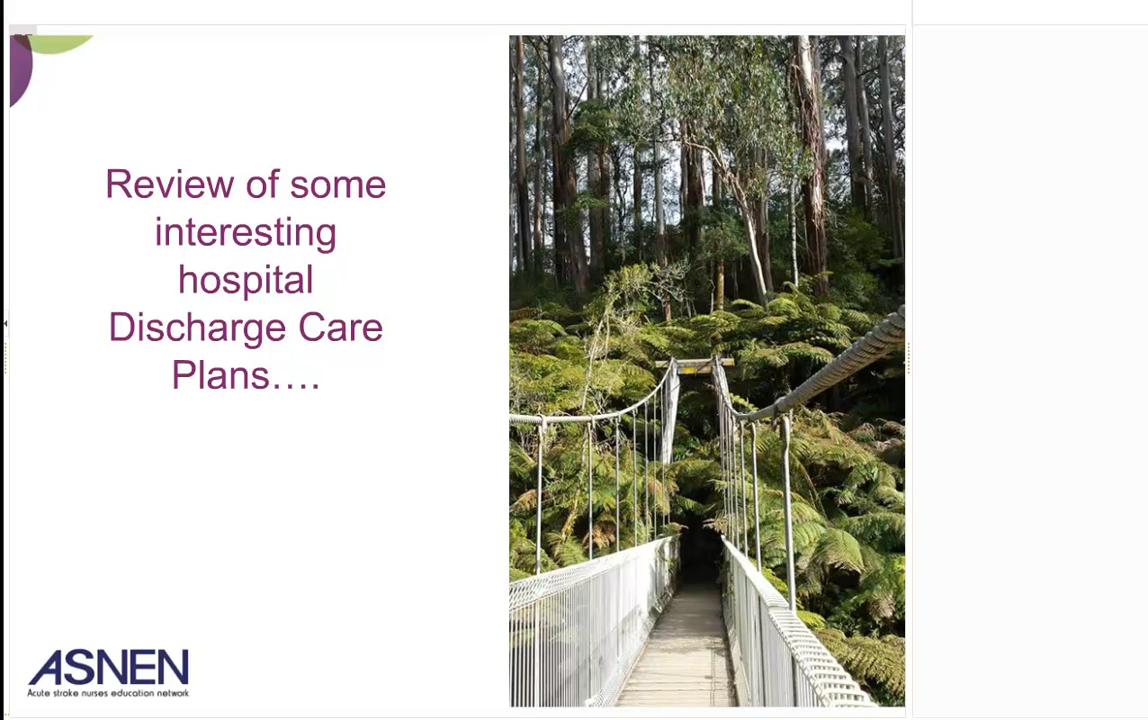 Review of some
interesting
hospital
Discharge Care
Plans….
ASNEN
Acute stroke nurses education network